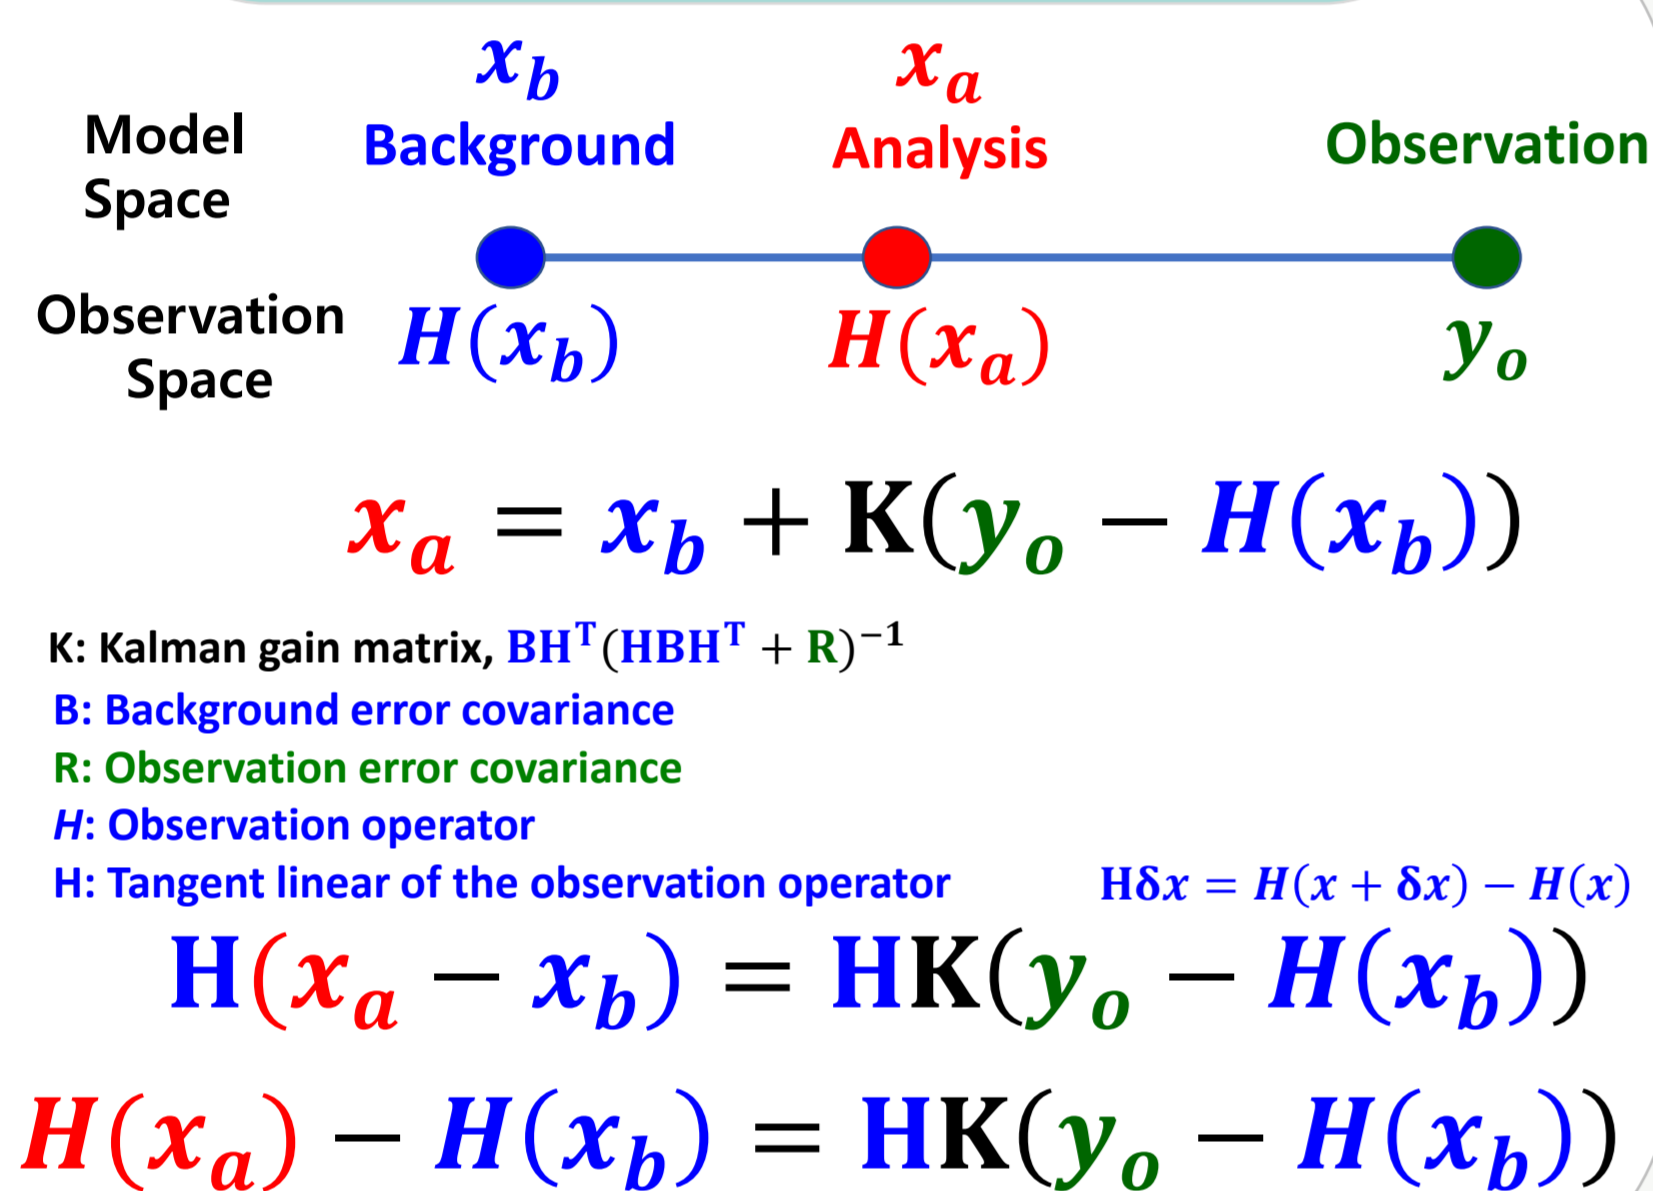 x_b
x_a
Model Space
Background
Analysis
Observation
Observation Space
H(x_b)
H(x_a)
y_o
x_a = x_b + K(y_o − H(x_b))
K: Kalman gain matrix, BHᵀ(HBHᵀ + R)⁻¹
B: Background error covariance
R: Observation error covariance
H: Observation operator
H: Tangent linear of the observation operator
Hδx = H(x + δx) − H(x)
H(x_a − x_b) = HK(y_o − H(x_b))
H(x_a) − H(x_b) = HK(y_o − H(x_b))